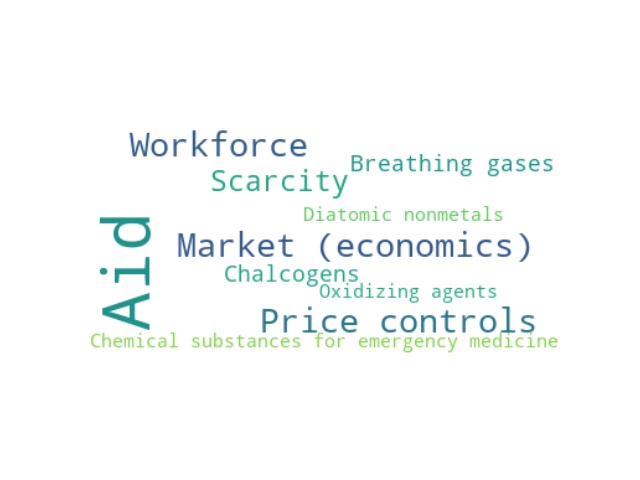 Workforce
Breathing gases
Scarcity
Diatomic nonmetals
Aid
Market (economics)
Chalcogens
Oxidizing agents
Price controls
Chemical substances for emergency medicine